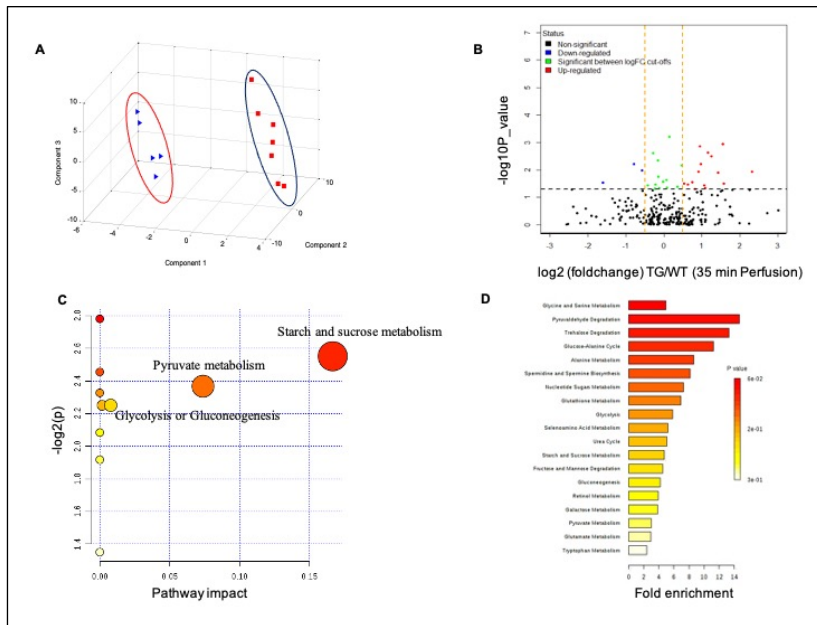 A
10
5
0
-5
-10
Component 3
-6
-4
-2
0
2
4
Component 1
-10
0
10
Component 2
B
7
6
5
4
3
2
1
0
-log10P_value
Status
Non-significant
Down-regulated
Significant between logFC cut-offs
Up-regulated
-3
-2
-1
0
1
2
3
log2 (foldchange) TG/WT (35 min Perfusion)
C
2.8
2.6
2.4
2.2
2.0
1.8
1.6
1.4
-log2(p)
Starch and sucrose metabolism
Pyruvate metabolism
Glycolysis or Gluconeogenesis
0.00
0.05
0.10
0.15
Pathway impact
D
Glycine and Serine Metabolism
Pyruvaldehyde Degradation
Trehalose Degradation
Glucose-Alanine Cycle
Alanine Metabolism
Spermidine and Spermine Biosynthesis
Nucleotide Sugars Metabolism
Glutathione Metabolism
Glycolysis
Selenoamino Acid Metabolism
Urea Cycle
Starch and Sucrose Metabolism
Fructose and Mannose Degradation
Gluconeogenesis
Retinol Metabolism
Galactose Metabolism
Pyruvate Metabolism
Glutamate Metabolism
Tryptophan Metabolism
P value
6e-02
2e-01
3e-01
0 2 4 6 8 10 12 14
Fold enrichment